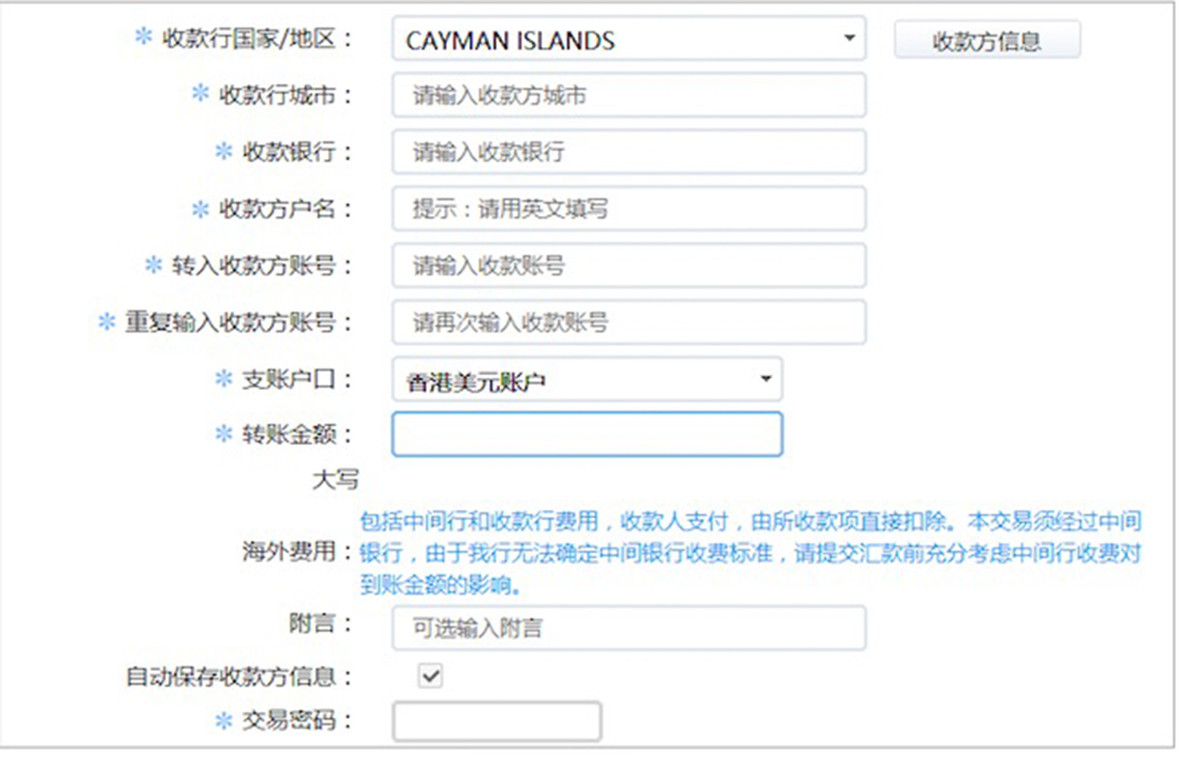 * 收款行国家/地区： CAYMAN ISLANDS 收款方信息
* 收款行城市： 请输入收款方城市
* 收款银行： 请输入收款银行
* 收款方户名： 提示：请用英文填写
* 转入收款方账号： 请输入收款账号
* 重复输入收款方账号： 请再次输入收款账号
* 支账户口： 香港美元账户
* 转账金额：
大写
包括中间行和收款行费用，收款人支付，由所收款项直接扣除。本交易须经过中间
海外费用：银行，由于我行无法确定中间银行收费标准，请提交汇款前充分考虑中间行收费对
到账金额的影响。
附言： 可选输入附言
自动保存收款方信息：
* 交易密码：